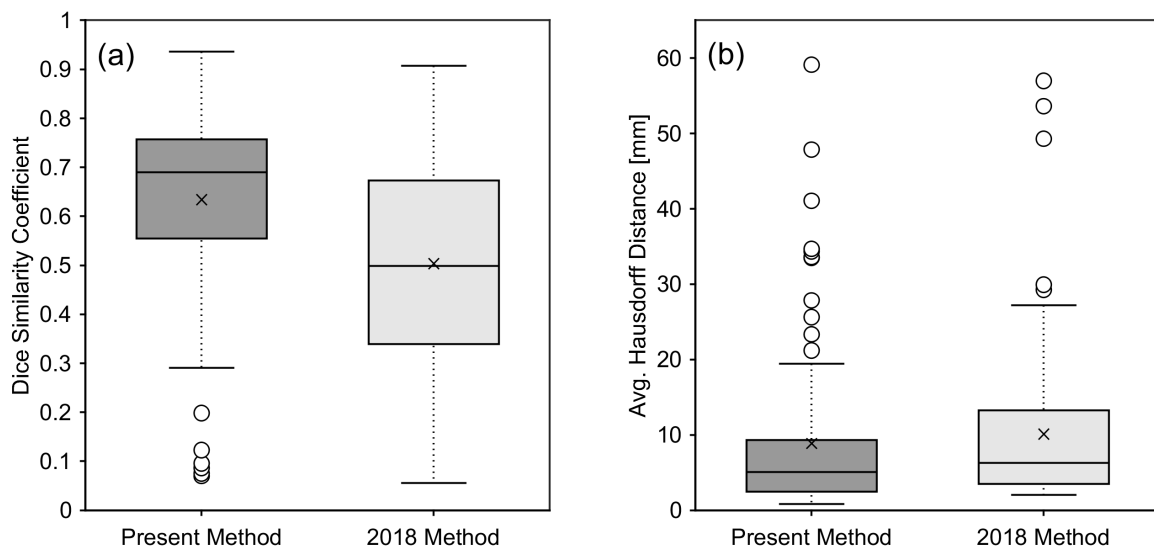 (a)
Dice Similarity Coefficient
1
0.9
0.8
0.7
0.6
0.5
0.4
0.3
0.2
0.1
0
Present Method
2018 Method
(b)
Avg. Hausdorff Distance [mm]
60
50
40
30
20
10
0
Present Method
2018 Method